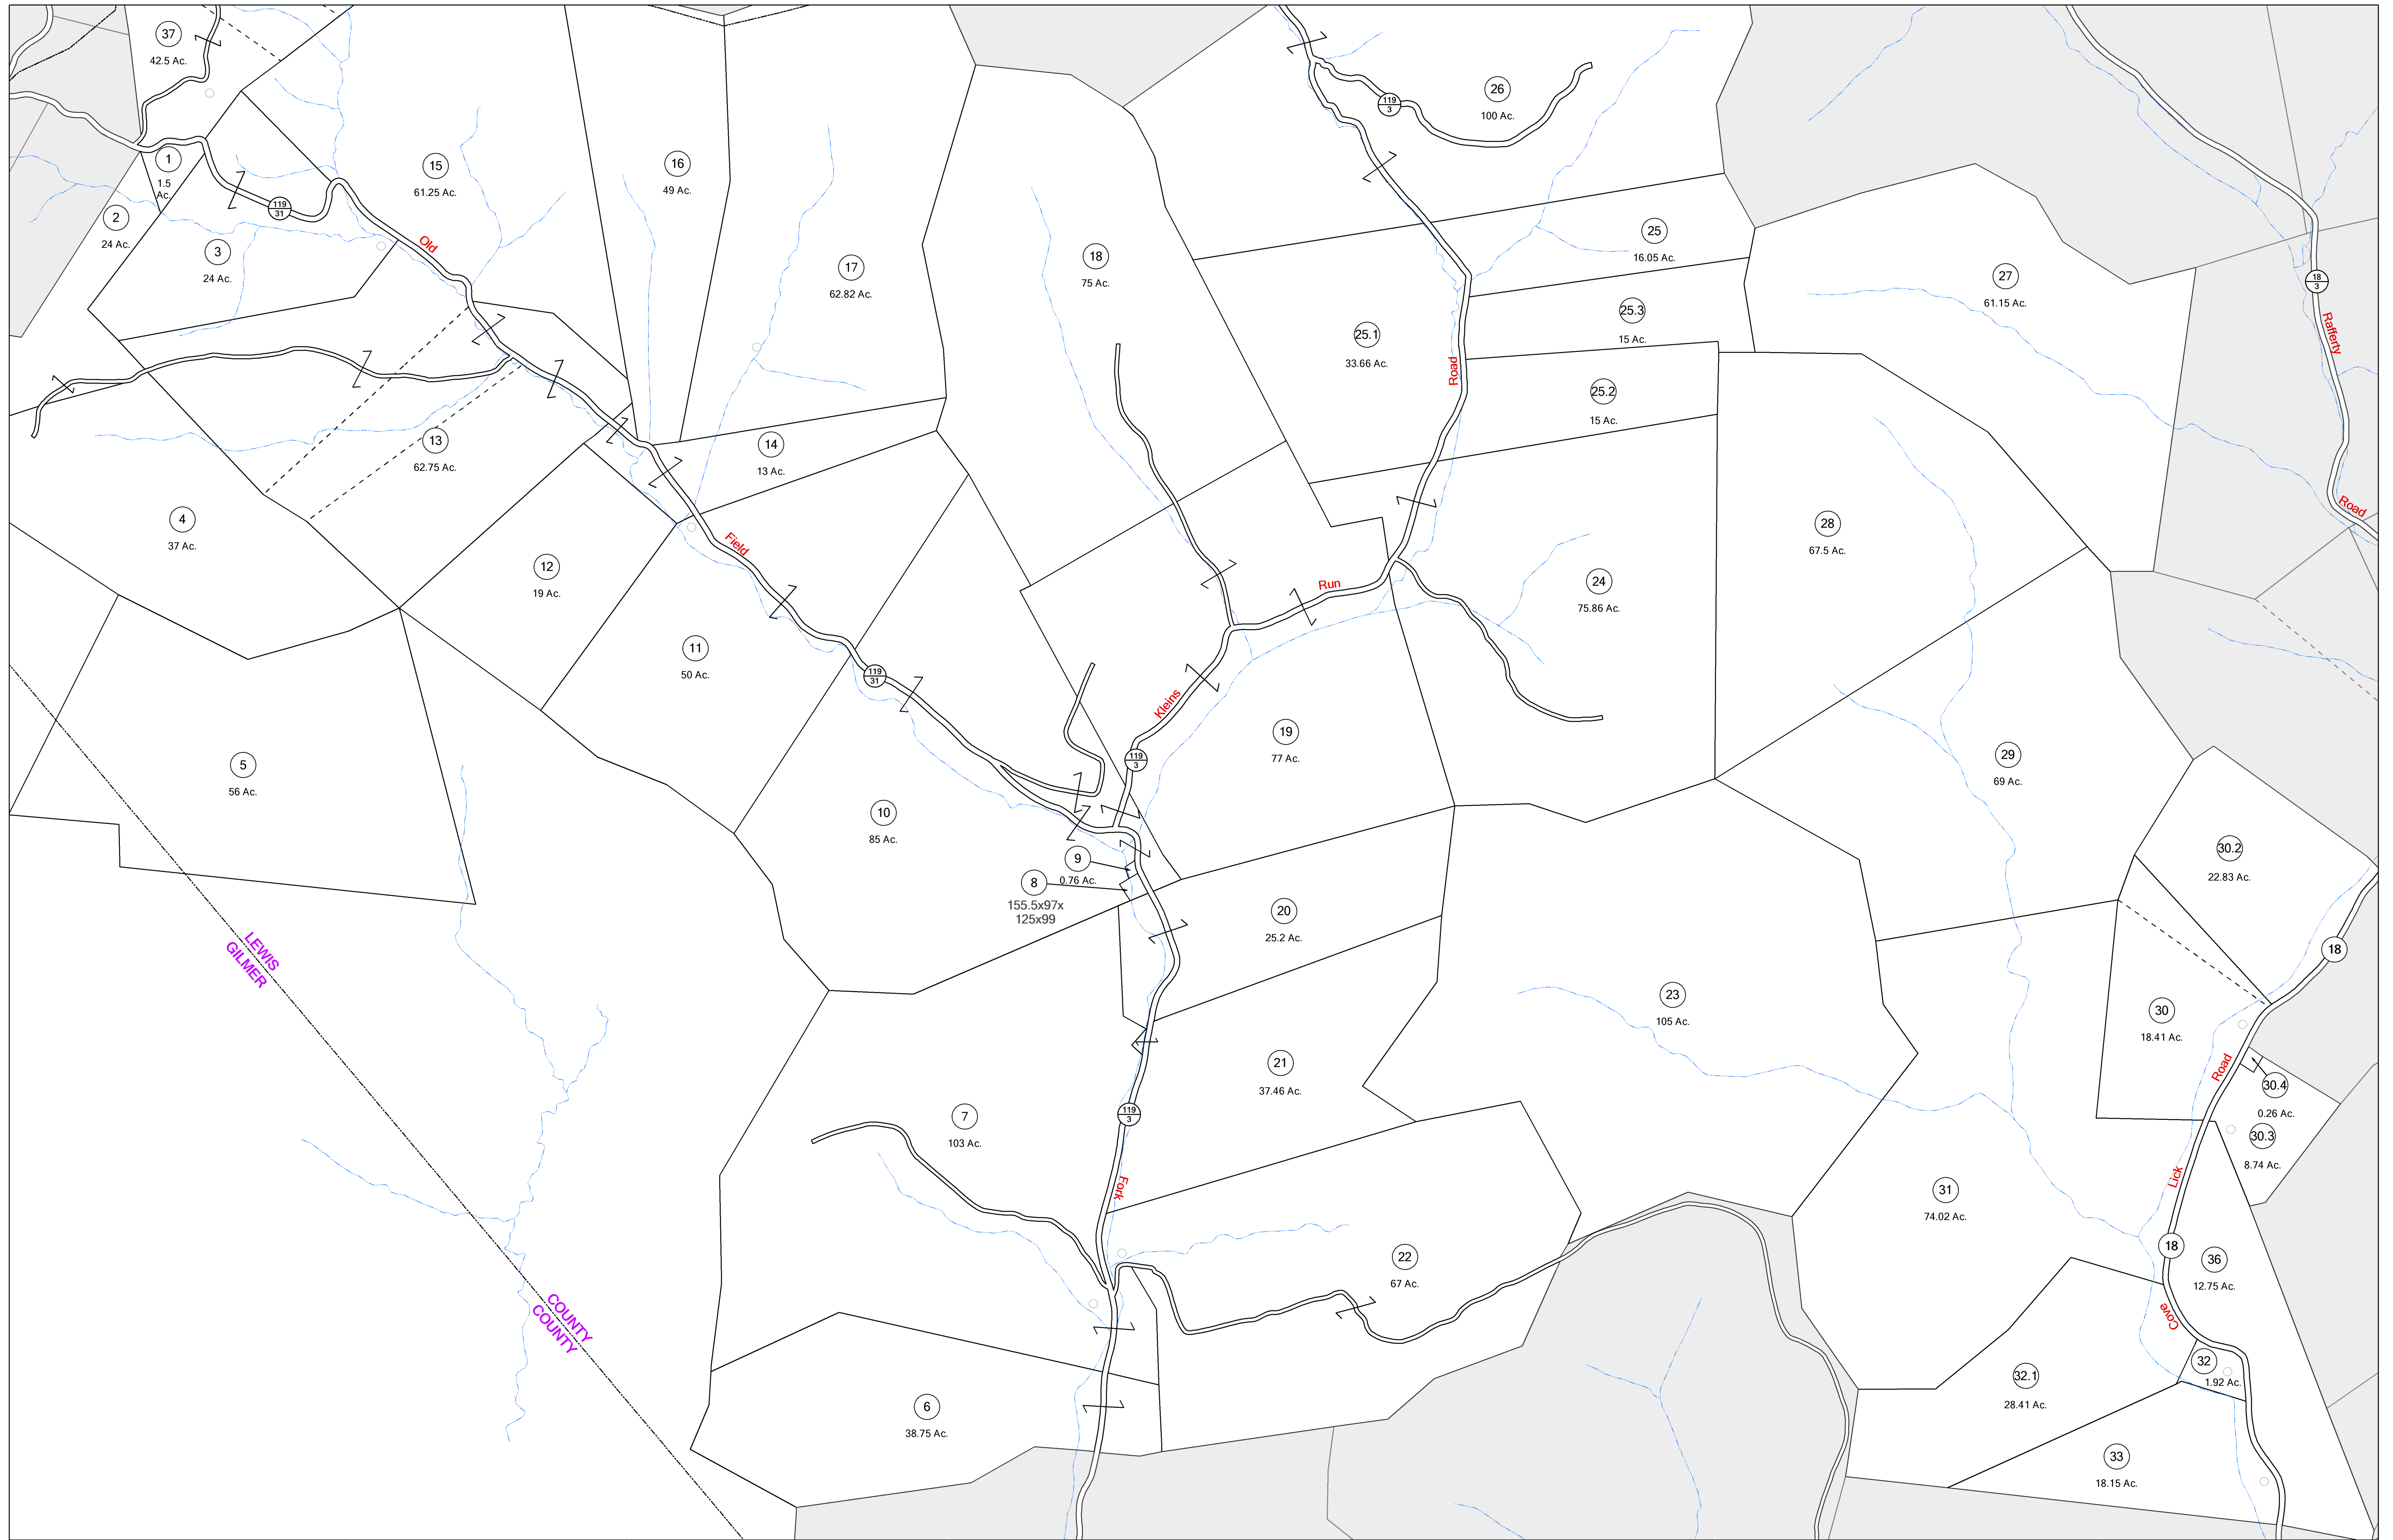 37
42.5 Ac.
1
1.5
Ac.
2
24 Ac.
3
24 Ac.
119
31
15
61.25 Ac.
Old
16
49 Ac.
17
62.82 Ac.
18
75 Ac.
26
100 Ac.
119
3
25
16.05 Ac.
25.3
15 Ac.
25.1
33.66 Ac.
Road
25.2
15 Ac.
27
61.15 Ac.
18
3
Rafferty
Road
13
62.75 Ac.
14
13 Ac.
4
37 Ac.
12
19 Ac.
Field
11
50 Ac.
119
31
Run
24
75.86 Ac.
28
67.5 Ac.
Kleins
119
3
19
77 Ac.
29
69 Ac.
5
56 Ac.
10
85 Ac.
9
0.76 Ac.
8
155.5x97x
125x99
20
25.2 Ac.
30.2
22.83 Ac.
18
LEWIS
GILMER
23
105 Ac.
30
18.41 Ac.
21
37.46 Ac.
Road
30.4
0.26 Ac.
30.3
8.74 Ac.
7
103 Ac.
119
3
Fork
Lick
31
74.02 Ac.
18
36
12.75 Ac.
22
67 Ac.
COUNTY
COUNTY
Cove
32
1.92 Ac.
32.1
28.41 Ac.
6
38.75 Ac.
33
18.15 Ac.